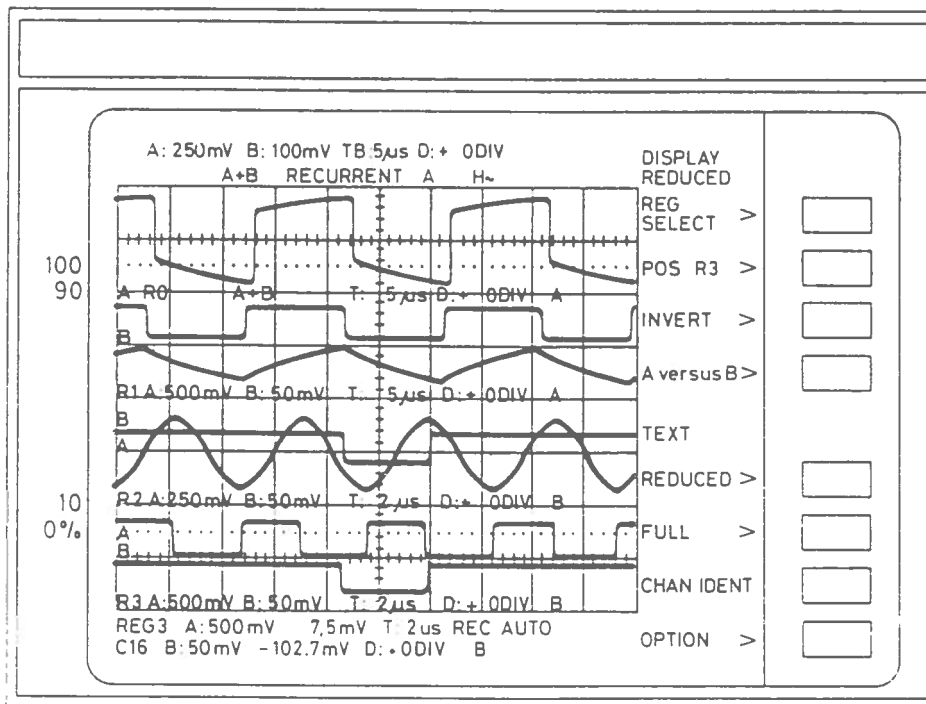 A: 250mV B: 100mV TB:5µs D:+ 0DIV
A+B RECURRENT A H~
DISPLAY
REDUCED
REG
SELECT >
POS R3 >
INVERT >
A versus B >
TEXT
REDUCED >
FULL >
CHAN IDENT
OPTION >
100
90
10
0%
A R0 A+B T: .5µs D:+ 0DIV A
B
R1 A:500mV B: 50mV T: .5µs D:+ 0DIV A
B
A
R2 A:250mV B: 50mV T: 2µs D:+ 0DIV B
A
B
R3 A:500mV B: 50mV T: 2µs D:+ 0DIV B
REG3 A:500mV 7,5mV T: 2us REC AUTO
C16 B:50mV -102.7mV D:+0DIV B